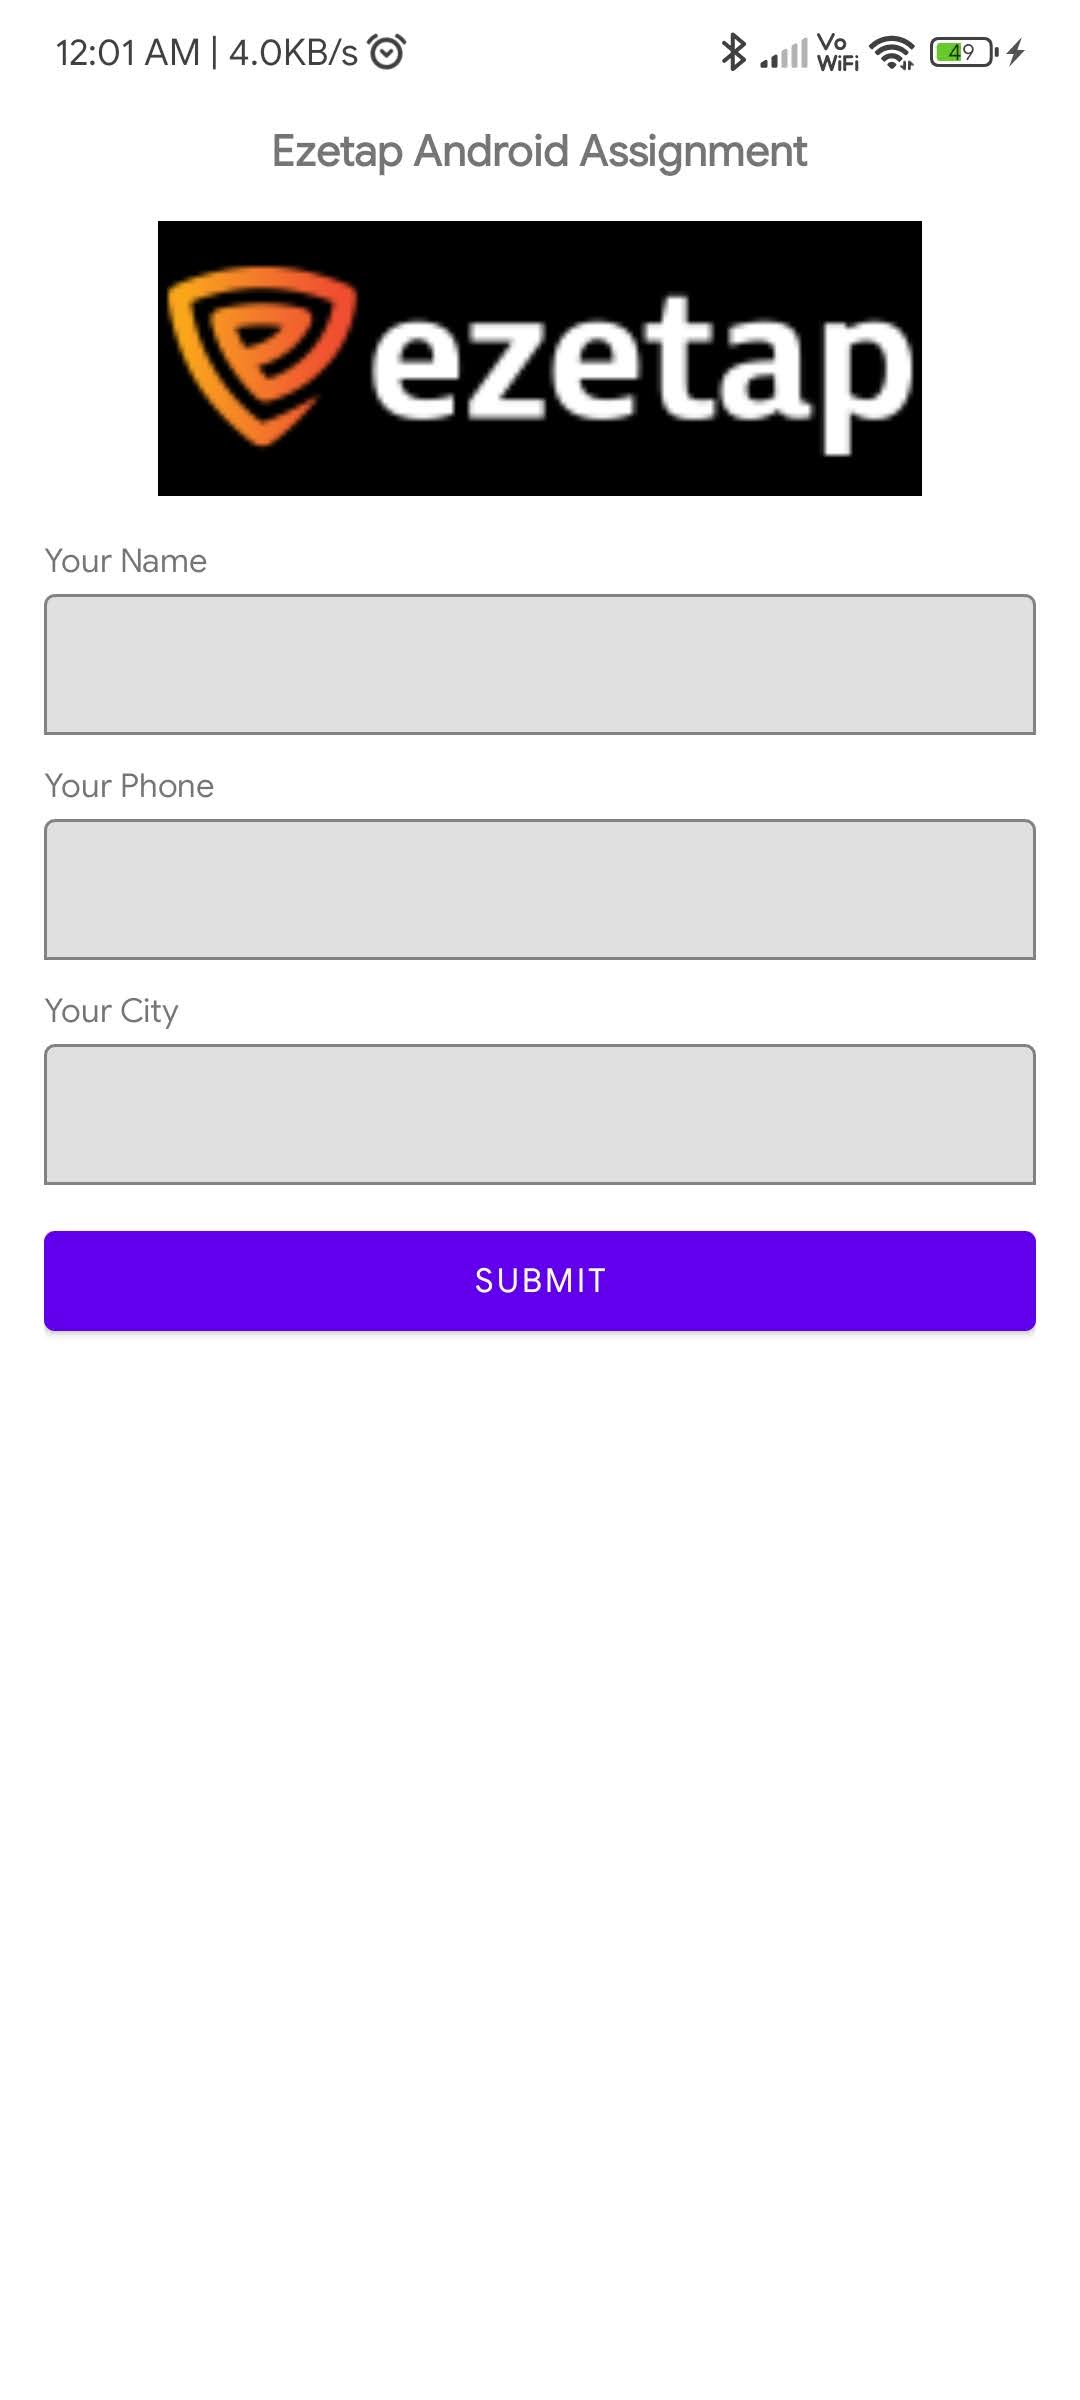 12:01 AM | 4.0KB/s Vo WiFi 49
Ezetap Android Assignment
ezetap
Your Name
Your Phone
Your City
SUBMIT